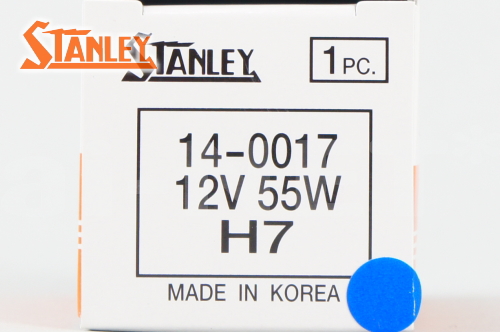 STANLEY
STANLEY
1 PC.
14-0017
12V 55W
H7
MADE IN KOREA